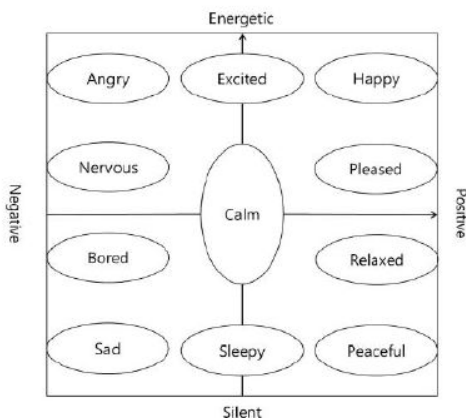 Energetic
Angry Excited Happy
Nervous Pleased
Negative Calm Positive
Bored Relaxed
Sad Sleepy Peaceful
Silent